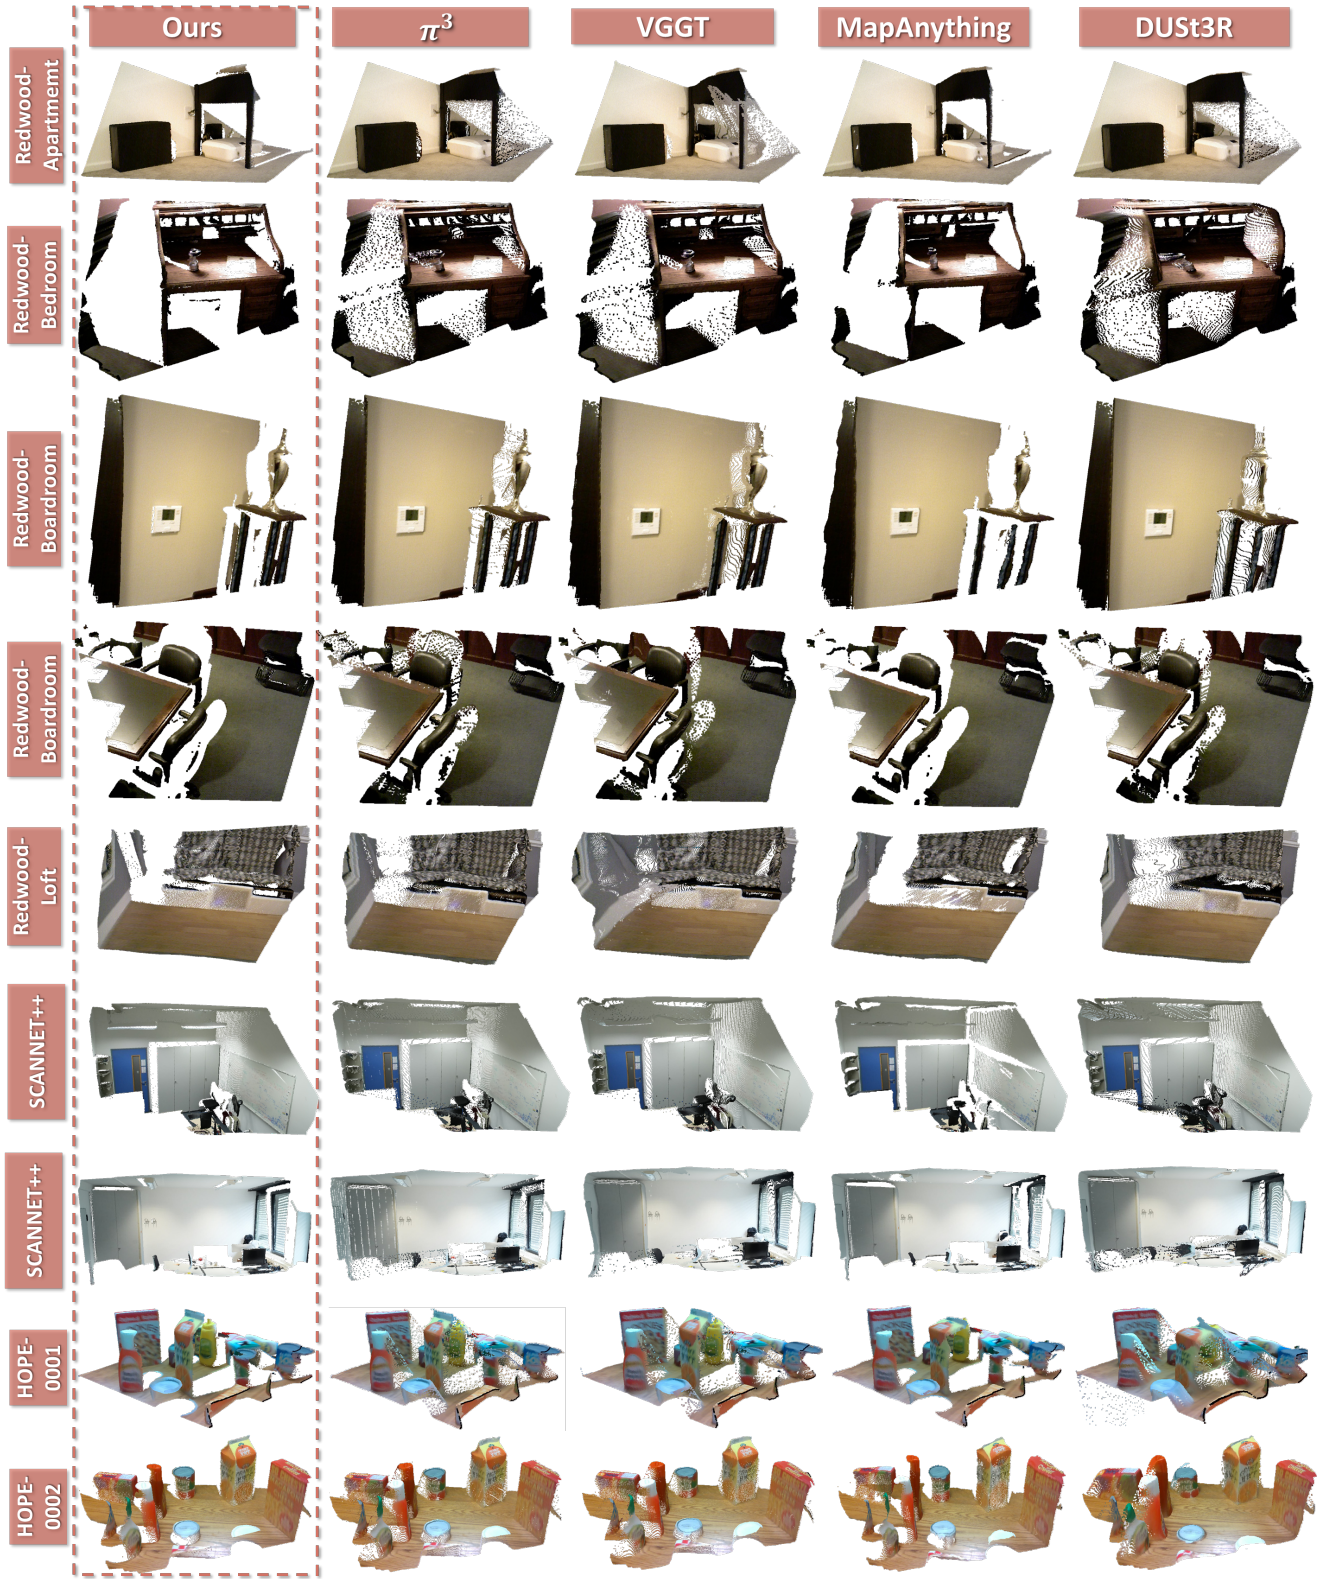 Ours
π³
VGGT
MapAnything
DUSt3R
Redwood-
Apartmemt
Redwood-
Bedroom
Redwood-
Boardroom
Redwood-
Boardroom
Redwood-
Loft
SCANNET++
SCANNET++
HOPE-
0001
HOPE-
0002